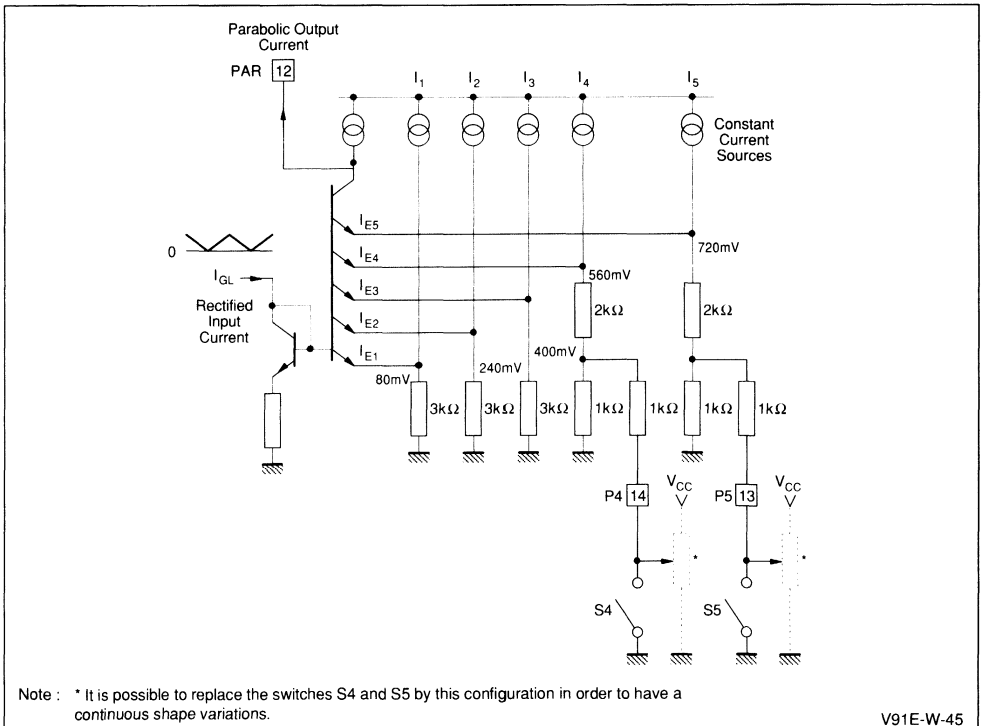 Parabolic Output
Current
PAR 12
I1 I2 I3 I4 I5
Constant
Current
Sources
IE5
720mV
0
IE4
560mV
IGL
IE3
2kΩ 2kΩ
Rectified
Input
Current
IE2
400mV
IE1
80mV
240mV
3kΩ 3kΩ 3kΩ 1kΩ 1kΩ 1kΩ 1kΩ
VCC VCC
P4 14 P5 13
* *
S4 S5
Note : * It is possible to replace the switches S4 and S5 by this configuration in order to have a
continuous shape variations.
V91E-W-45